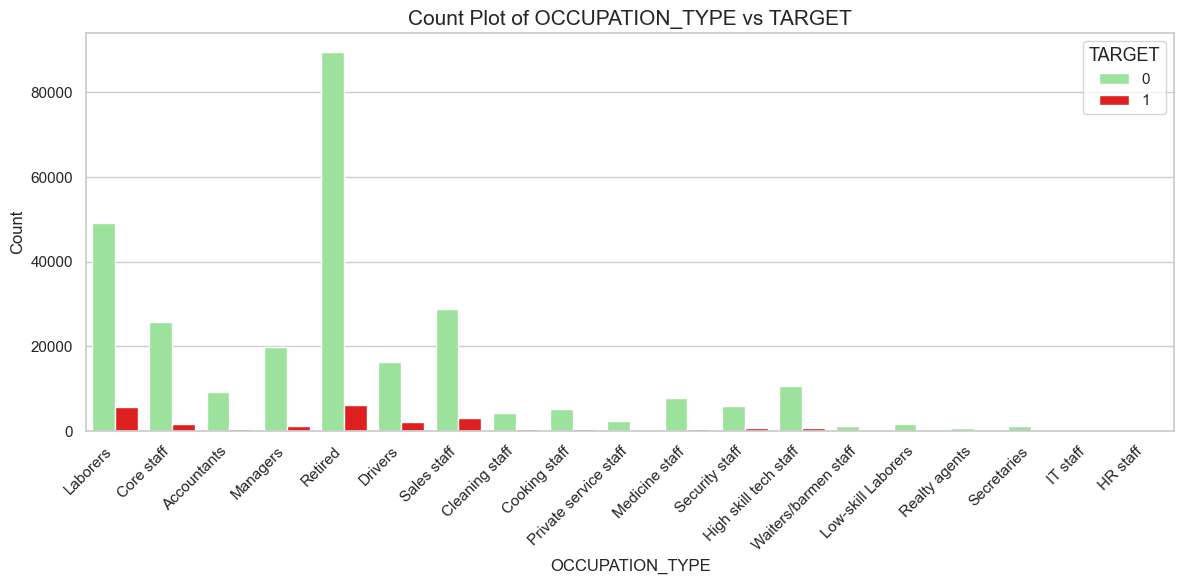 Count Plot of OCCUPATION_TYPE vs TARGET
TARGET
0
1
Count
80000
60000
40000
20000
0
Laborers
Core staff
Accountants
Managers
Retired
Drivers
Sales staff
Cleaning staff
Cooking staff
Private service staff
Medicine staff
Security staff
High skill tech staff
Waiters/barmen staff
Low-skill Laborers
Realty agents
Secretaries
IT staff
HR staff
OCCUPATION_TYPE